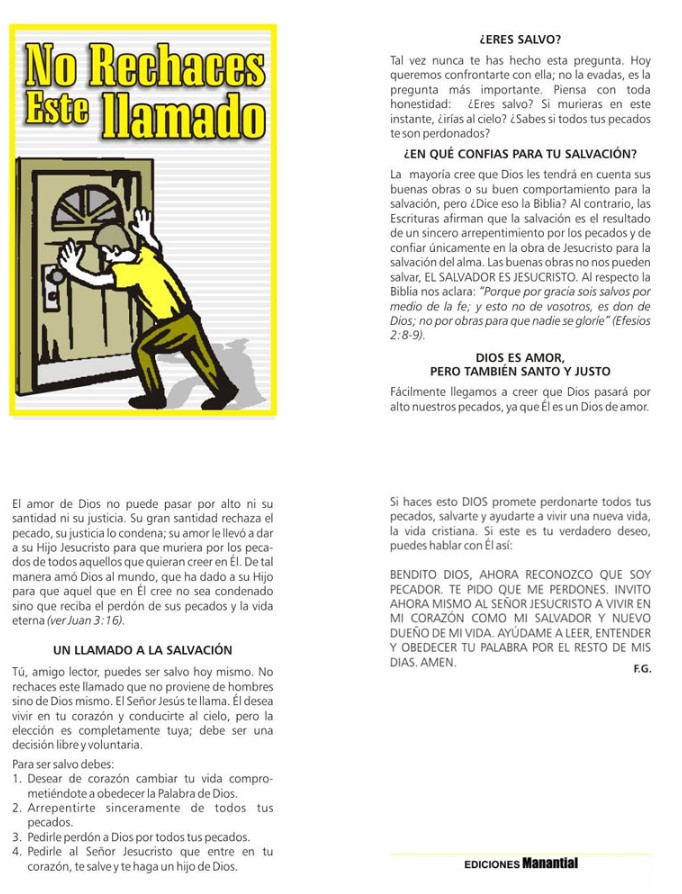 No Rechaces
Este llamado
¿ERES SALVO?
Tal vez nunca te has hecho esta pregunta. Hoy
queremos confrontarte con ella; no la evadas, es la
pregunta más importante. Piensa con toda
honestidad: ¿Eres salvo? Si murieras en este
instante, ¿irías al cielo? ¿Sabes si todos tus pecados
te son perdonados?
¿EN QUÉ CONFIAS PARA TU SALVACIÓN?
La mayoría cree que Dios les tendrá en cuenta sus
buenas obras o su buen comportamiento para la
salvación, pero ¿Dice eso la Biblia? Al contrario, las
Escrituras afirman que la salvación es el resultado
de un sincero arrepentimiento por los pecados y de
confiar únicamente en la obra de Jesucristo para la
salvación del alma. Las buenas obras no nos pueden
salvar, EL SALVADOR ES JESUCRISTO. Al respecto la
Biblia nos aclara: “Porque por gracia sois salvos por
medio de la fe; y esto no de vosotros, es don de
Dios; no por obras para que nadie se gloríe” (Efesios
2:8-9).
DIOS ES AMOR,
PERO TAMBIÉN SANTO Y JUSTO
Fácilmente llegamos a creer que Dios pasará por
alto nuestros pecados, ya que Él es un Dios de amor.
El amor de Dios no puede pasar por alto ni su
santidad ni su justicia. Su gran santidad rechaza el
pecado, su justicia lo condena; su amor le llevó a dar
a su Hijo Jesucristo para que muriera por los peca-
dos de todos aquellos que quieran creer en Él. De tal
manera amó Dios al mundo, que ha dado a su Hijo
para que aquel que en Él cree no sea condenado
sino que reciba el perdón de sus pecados y la vida
eterna (ver Juan 3:16).
UN LLAMADO A LA SALVACIÓN
Tú, amigo lector, puedes ser salvo hoy mismo. No
rechaces este llamado que no proviene de hombres
sino de Dios mismo. El Señor Jesús te llama. Él desea
vivir en tu corazón y conducirte al cielo, pero la
elección es completamente tuya; debe ser una
decisión libre y voluntaria.
Para ser salvo debes:
1. Desear de corazón cambiar tu vida compro-
metiéndote a obedecer la Palabra de Dios.
2. Arrepentirte sinceramente de todos tus
pecados.
3. Pedirle perdón a Dios por todos tus pecados.
4. Pedirle al Señor Jesucristo que entre en tu
corazón, te salve y te haga un hijo de Dios.
Si haces esto DIOS promete perdonarte todos tus
pecados, salvarte y ayudarte a vivir una nueva vida,
la vida cristiana. Si este es tu verdadero deseo,
puedes hablar con Él así:
BENDITO DIOS, AHORA RECONOZCO QUE SOY
PECADOR. TE PIDO QUE ME PERDONES. INVITO
AHORA MISMO AL SEÑOR JESUCRISTO A VIVIR EN
MI CORAZÓN COMO MI SALVADOR Y NUEVO
DUEÑO DE MI VIDA. AYÚDAME A LEER, ENTENDER
Y OBEDECER TU PALABRA POR EL RESTO DE MIS
DIAS. AMEN.
F.G.
EDICIONES Manantial